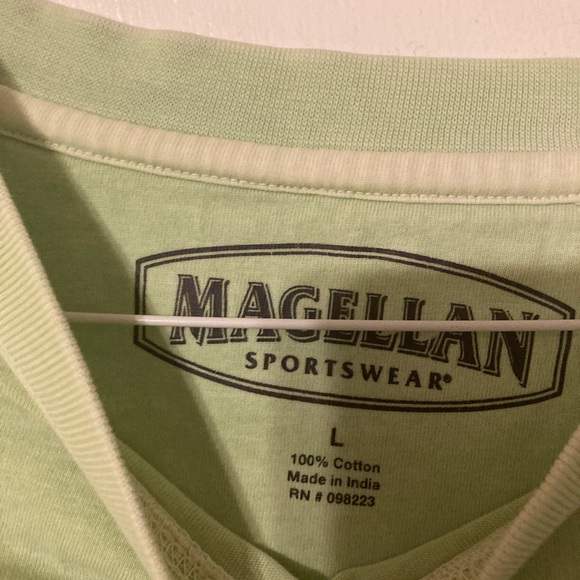 MAGELLAN
SPORTSWEAR®
L
100% Cotton
Made in India
RN # 098223